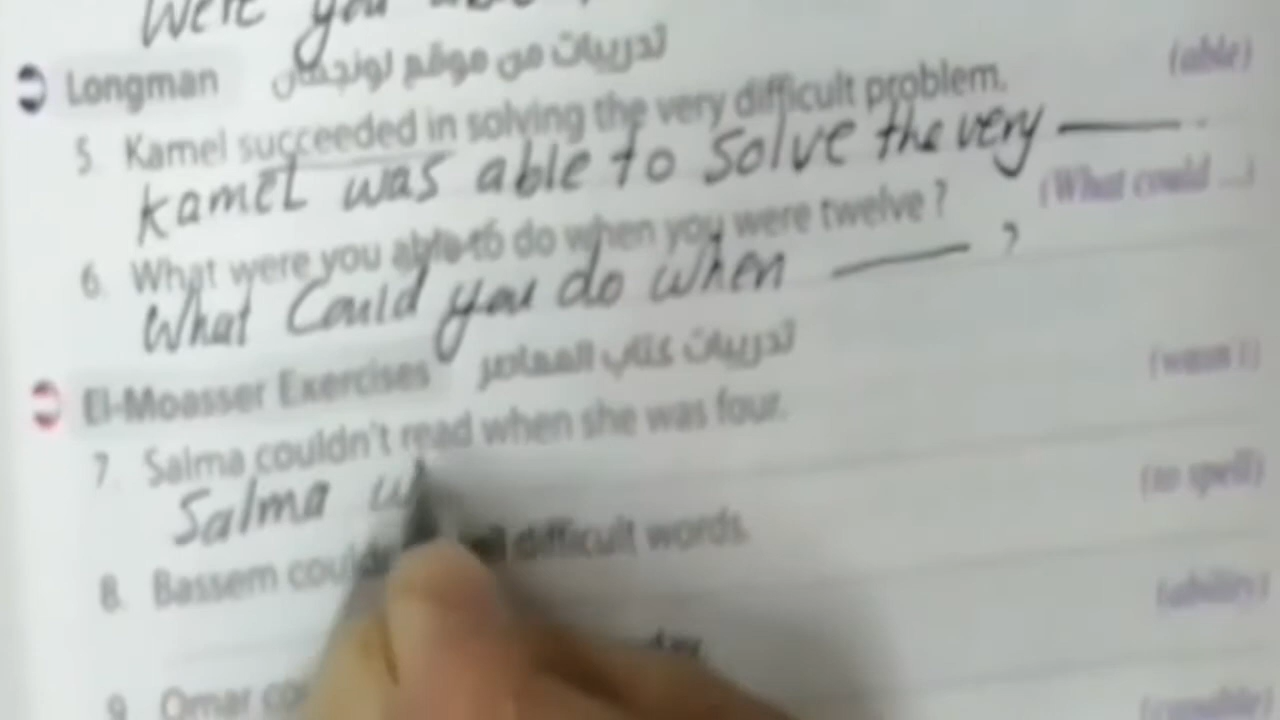 Were you able
Longman تدريبات من موقع لونجمان
(able)
5. Kamel succeeded in solving the very difficult problem.
Kamel was able to solve the very
(What could ...)
6. What were you able to do when you were twelve ?
What Could you do when ?
El-Moasser Exercises تدريبات كتاب المعاصر
(wasn't)
7. Salma couldn't read when she was four.
Salma w
(to spell)
8. Bassem difficult words.
(ability)
day.
9. Omar